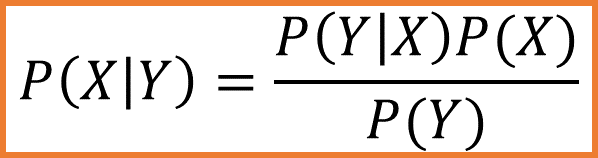 P(X|Y) = P(Y|X)P(X) / P(Y)